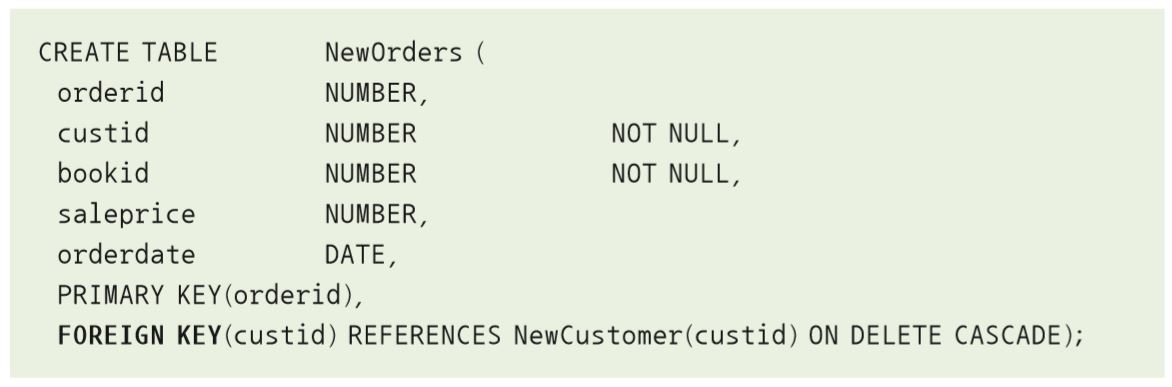 CREATE TABLE NewOrders (
orderid NUMBER,
custid NUMBER NOT NULL,
bookid NUMBER NOT NULL,
saleprice NUMBER,
orderdate DATE,
PRIMARY KEY(orderid),
FOREIGN KEY(custid) REFERENCES NewCustomer(custid) ON DELETE CASCADE);